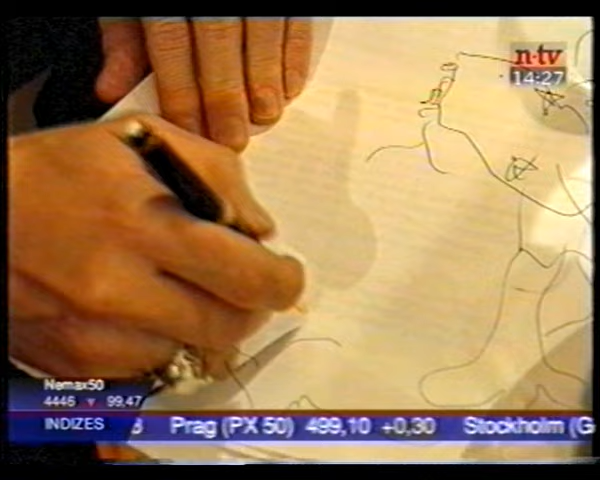 n-tv
14:27
Nemax50
4446 ▼ 99,47
INDIZES
Prag (PX 50) 499,10 +0,30 Stockholm (G